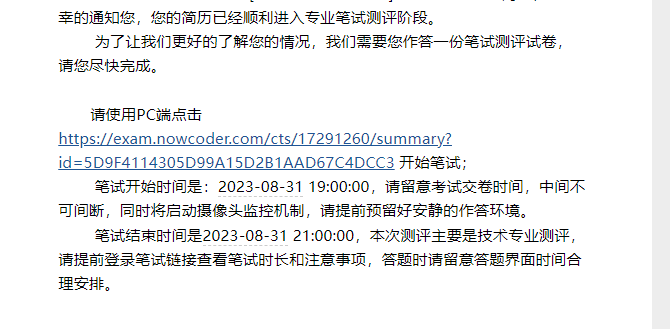 幸的通知您，您的简历已经顺利进入专业笔试测评阶段。
为了让我们更好的了解您的情况，我们需要您作答一份笔试测评试卷，
请您尽快完成。
请使用PC端点击
https://exam.nowcoder.com/cts/17291260/summary?
id=5D9F4114305D99A15D2B1AAD67C4DCC3 开始笔试；
笔试开始时间是：2023-08-31 19:00:00，请留意考试交卷时间，中间不
可间断，同时将启动摄像头监控机制，请提前预留好安静的作答环境。
笔试结束时间是2023-08-31 21:00:00，本次测评主要是技术专业测评，
请提前登录笔试链接查看笔试时长和注意事项，答题时请留意答题界面时间合
理安排。